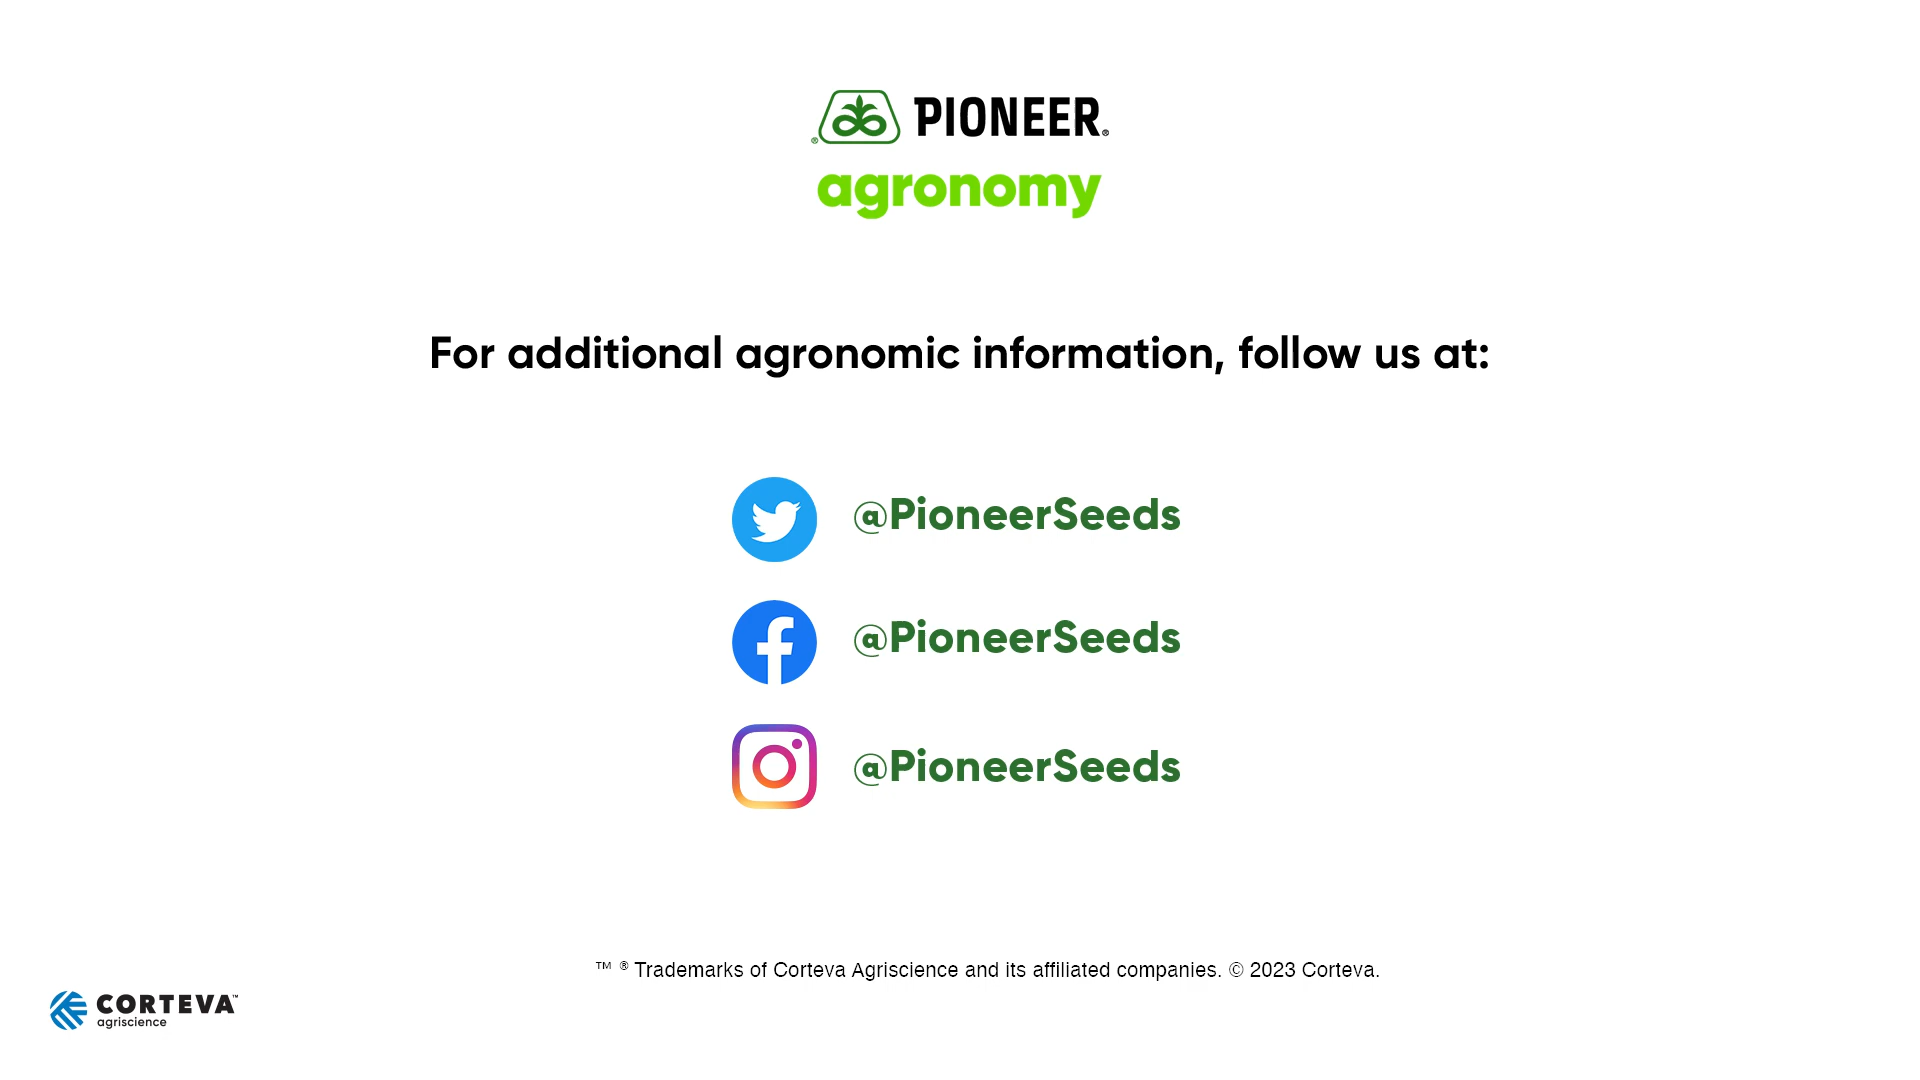 PIONEER®
agronomy
For additional agronomic information, follow us at:
@PioneerSeeds
@PioneerSeeds
@PioneerSeeds
™ ® Trademarks of Corteva Agriscience and its affiliated companies. © 2023 Corteva.
CORTEVA™
agriscience